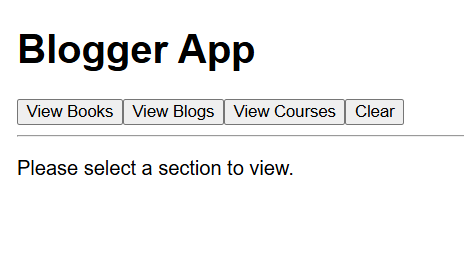 Blogger App
View Books View Blogs View Courses Clear
Please select a section to view.